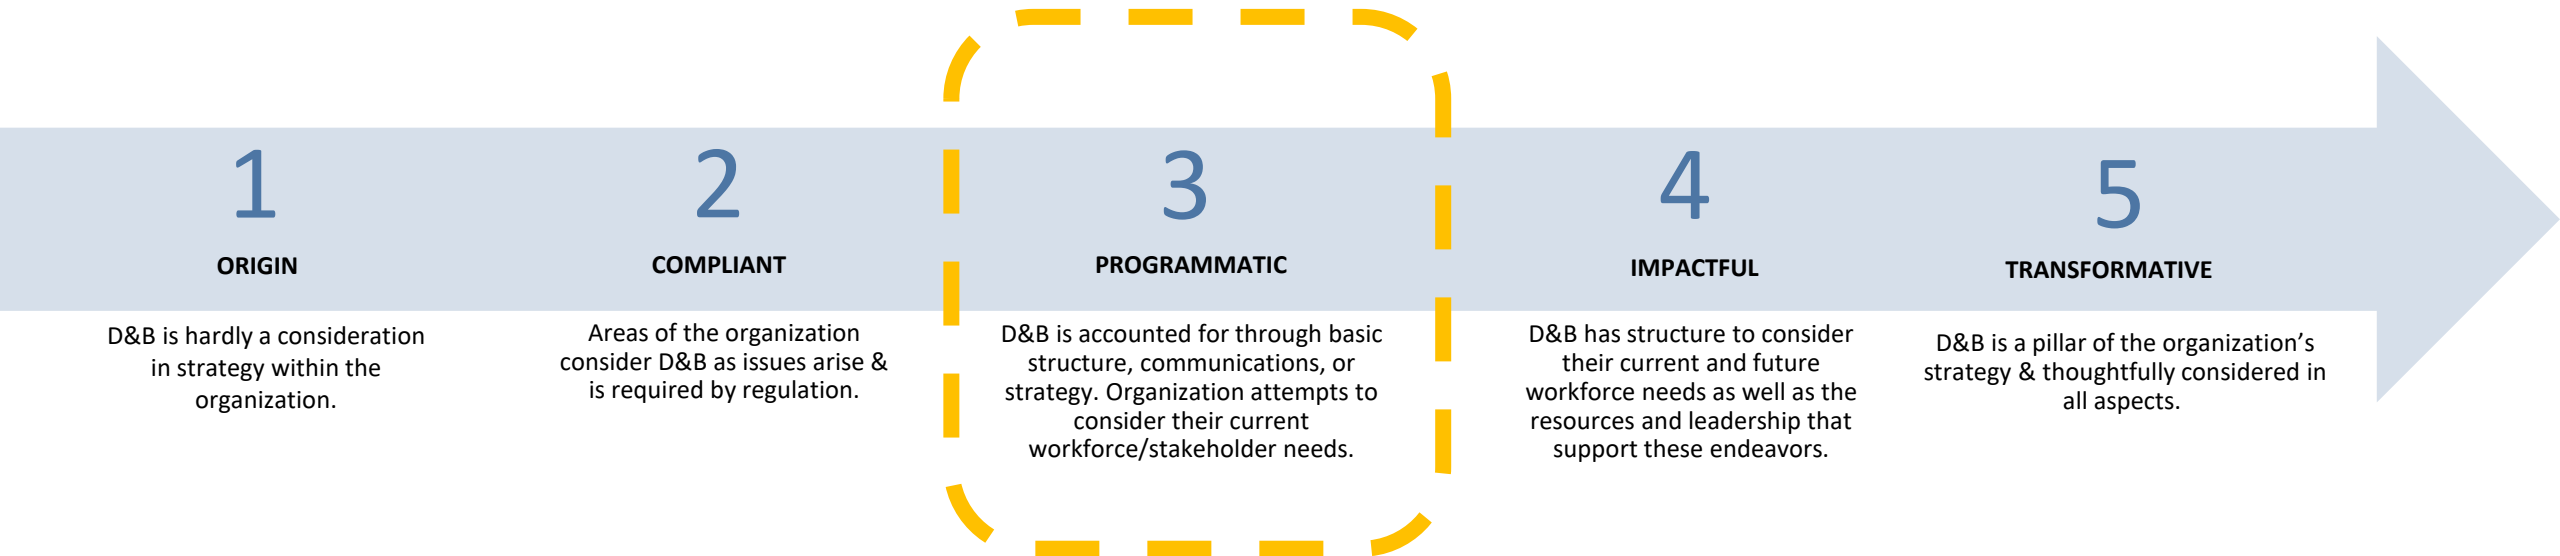 1
ORIGIN
D&B is hardly a consideration
in strategy within the
organization.
2
COMPLIANT
Areas of the organization
consider D&B as issues arise &
is required by regulation.
3
PROGRAMMATIC
D&B is accounted for through basic
structure, communications, or
strategy. Organization attempts to
consider their current
workforce/stakeholder needs.
4
IMPACTFUL
D&B has structure to consider
their current and future
workforce needs as well as the
resources and leadership that
support these endeavors.
5
TRANSFORMATIVE
D&B is a pillar of the organization’s
strategy & thoughtfully considered in
all aspects.